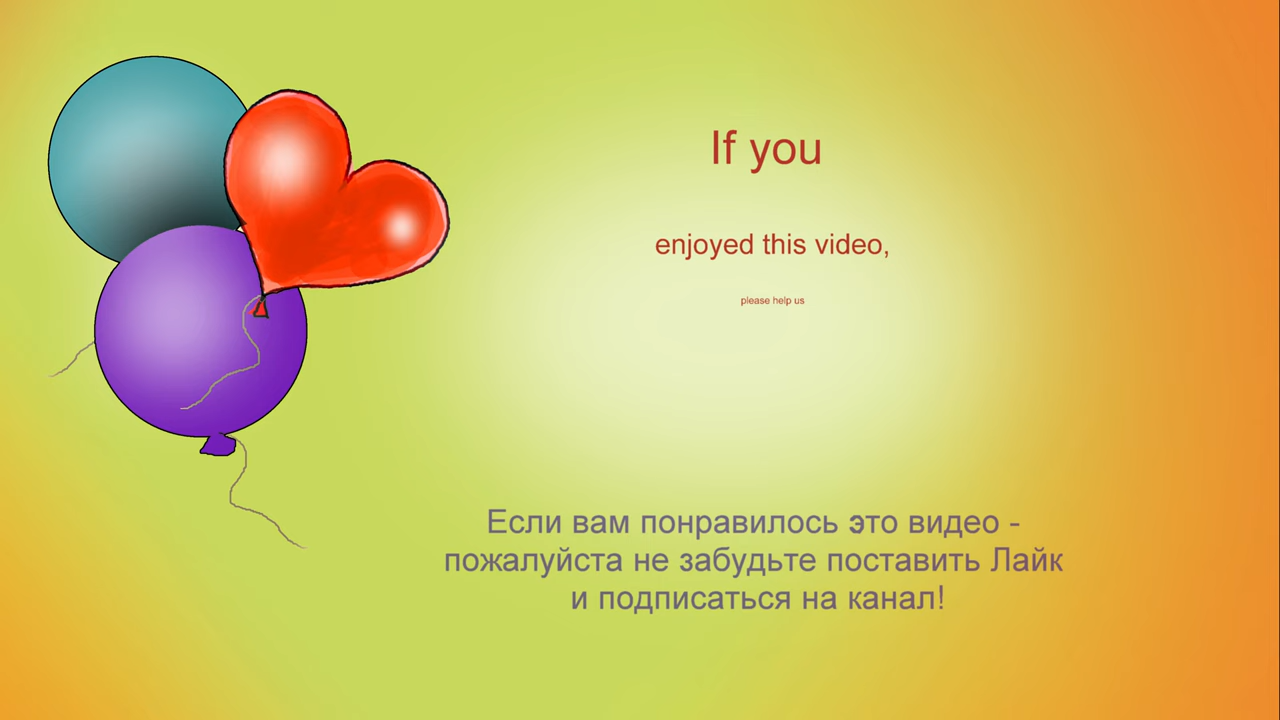 If you
enjoyed this video,
please help us
Если вам понравилось это видео -
пожалуйста не забудьте поставить Лайк
и подписаться на канал!